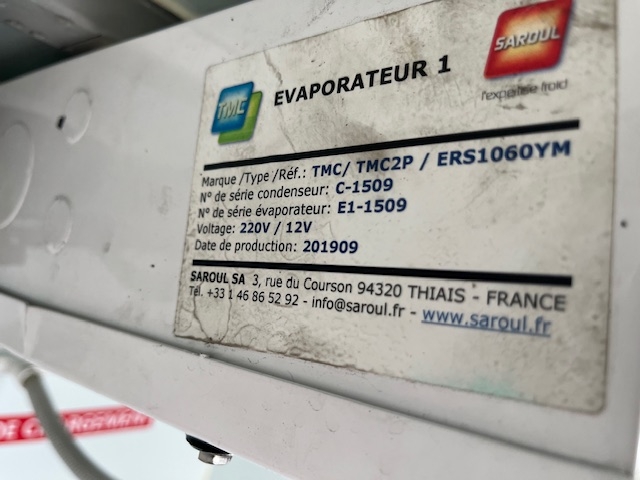 TMC
EVAPORATEUR 1
SAROUL
l'expertise froid
Marque /Type /Réf.: TMC/ TMC2P / ERS1060YM
N° de série condenseur: C-1509
N° de série évaporateur: E1-1509
Voltage: 220V / 12V
Date de production: 201909
SAROUL SA 3, rue du Courson 94320 THIAIS - FRANCE
Tél. +33 1 46 86 52 92 - info@saroul.fr - www.saroul.fr